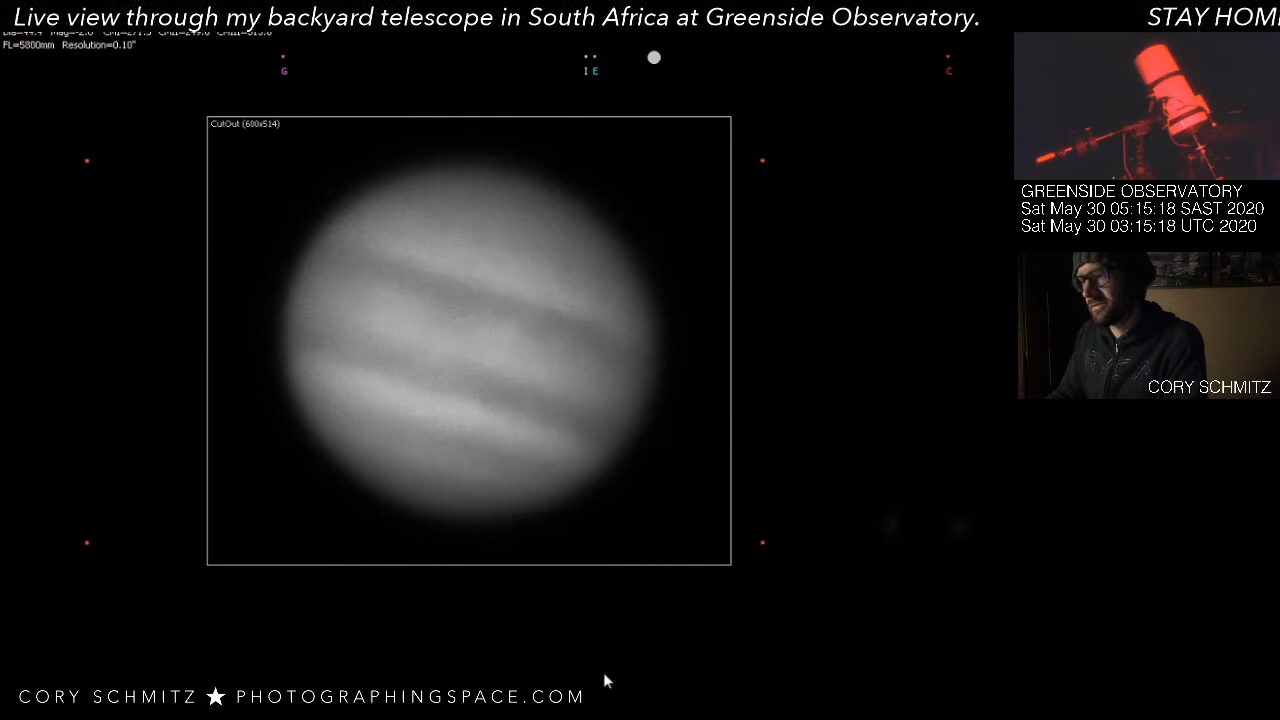 Live view through my backyard telescope in South Africa at Greenside Observatory.
STAY HOM
FL=5800mm Resolution=0.10"
G
I E
C
CutOut (600x514)
GREENSIDE OBSERVATORY
Sat May 30 05:15:18 SAST 2020
Sat May 30 03:15:18 UTC 2020
CORY SCHMITZ
CORY SCHMITZ ★ PHOTOGRAPHINGSPACE.COM